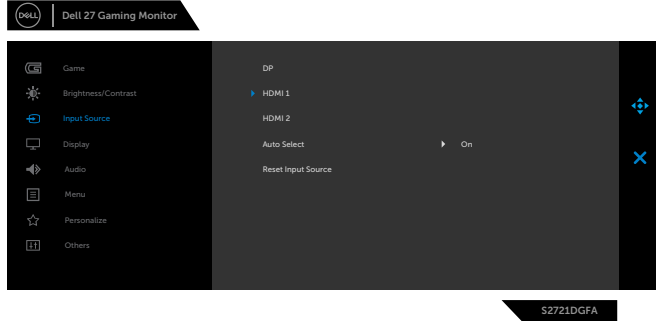 DELL
Dell 27 Gaming Monitor
Game
Brightness/Contrast
Input Source
Display
Audio
Menu
Personalize
Others
DP
HDMI 1
HDMI 2
Auto Select On
Reset Input Source
S2721DGFA